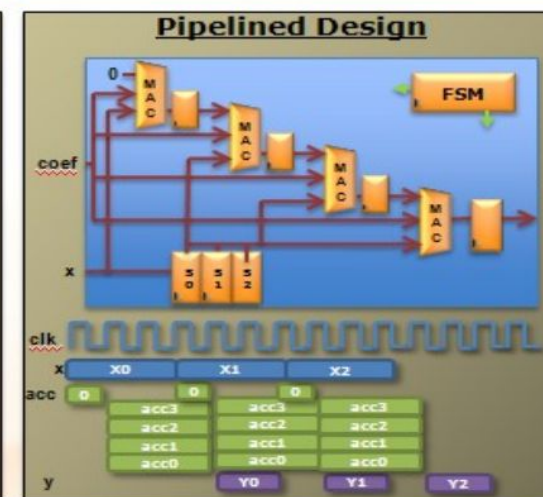 Pipelined Design
0
MAC
MAC
MAC
MAC
FSM
coef
x
S0
S1
S2
clk
x X0 X1 X2
acc 0 0 0
acc3 acc3 acc3
acc2 acc2 acc2
acc1 acc1 acc1
acc0 acc0 acc0
y Y0 Y1 Y2